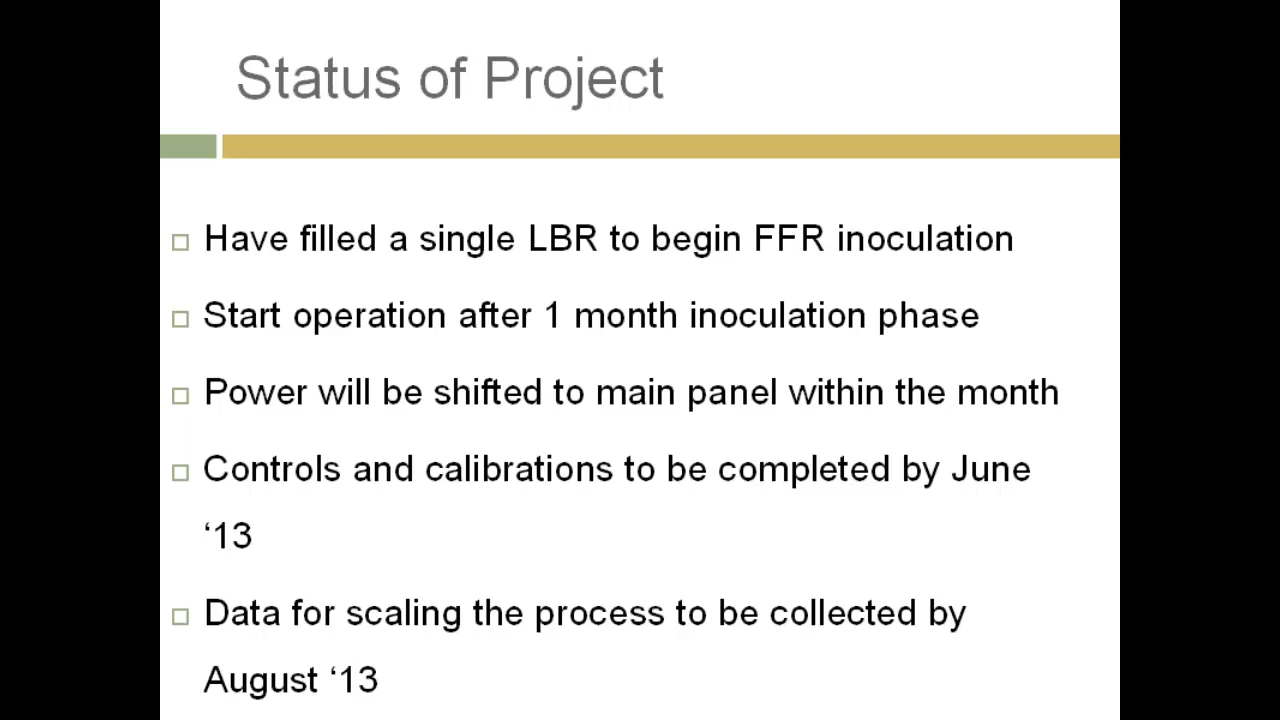 Status of Project
Have filled a single LBR to begin FFR inoculation
Start operation after 1 month inoculation phase
Power will be shifted to main panel within the month
Controls and calibrations to be completed by June
‘13
Data for scaling the process to be collected by
August ‘13